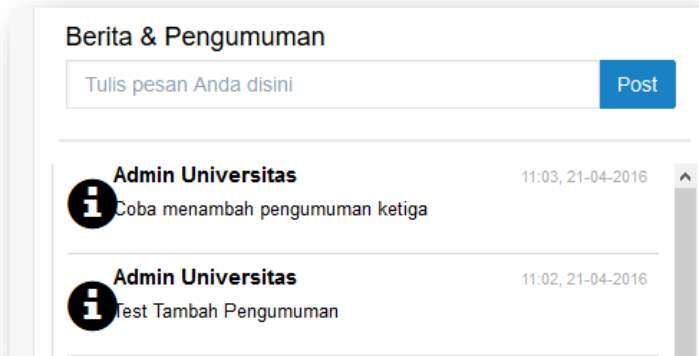 Berita & Pengumuman
Tulis pesan Anda disini
Post
Admin Universitas
11:03, 21-04-2016
Coba menambah pengumuman ketiga
Admin Universitas
11:02, 21-04-2016
Test Tambah Pengumuman